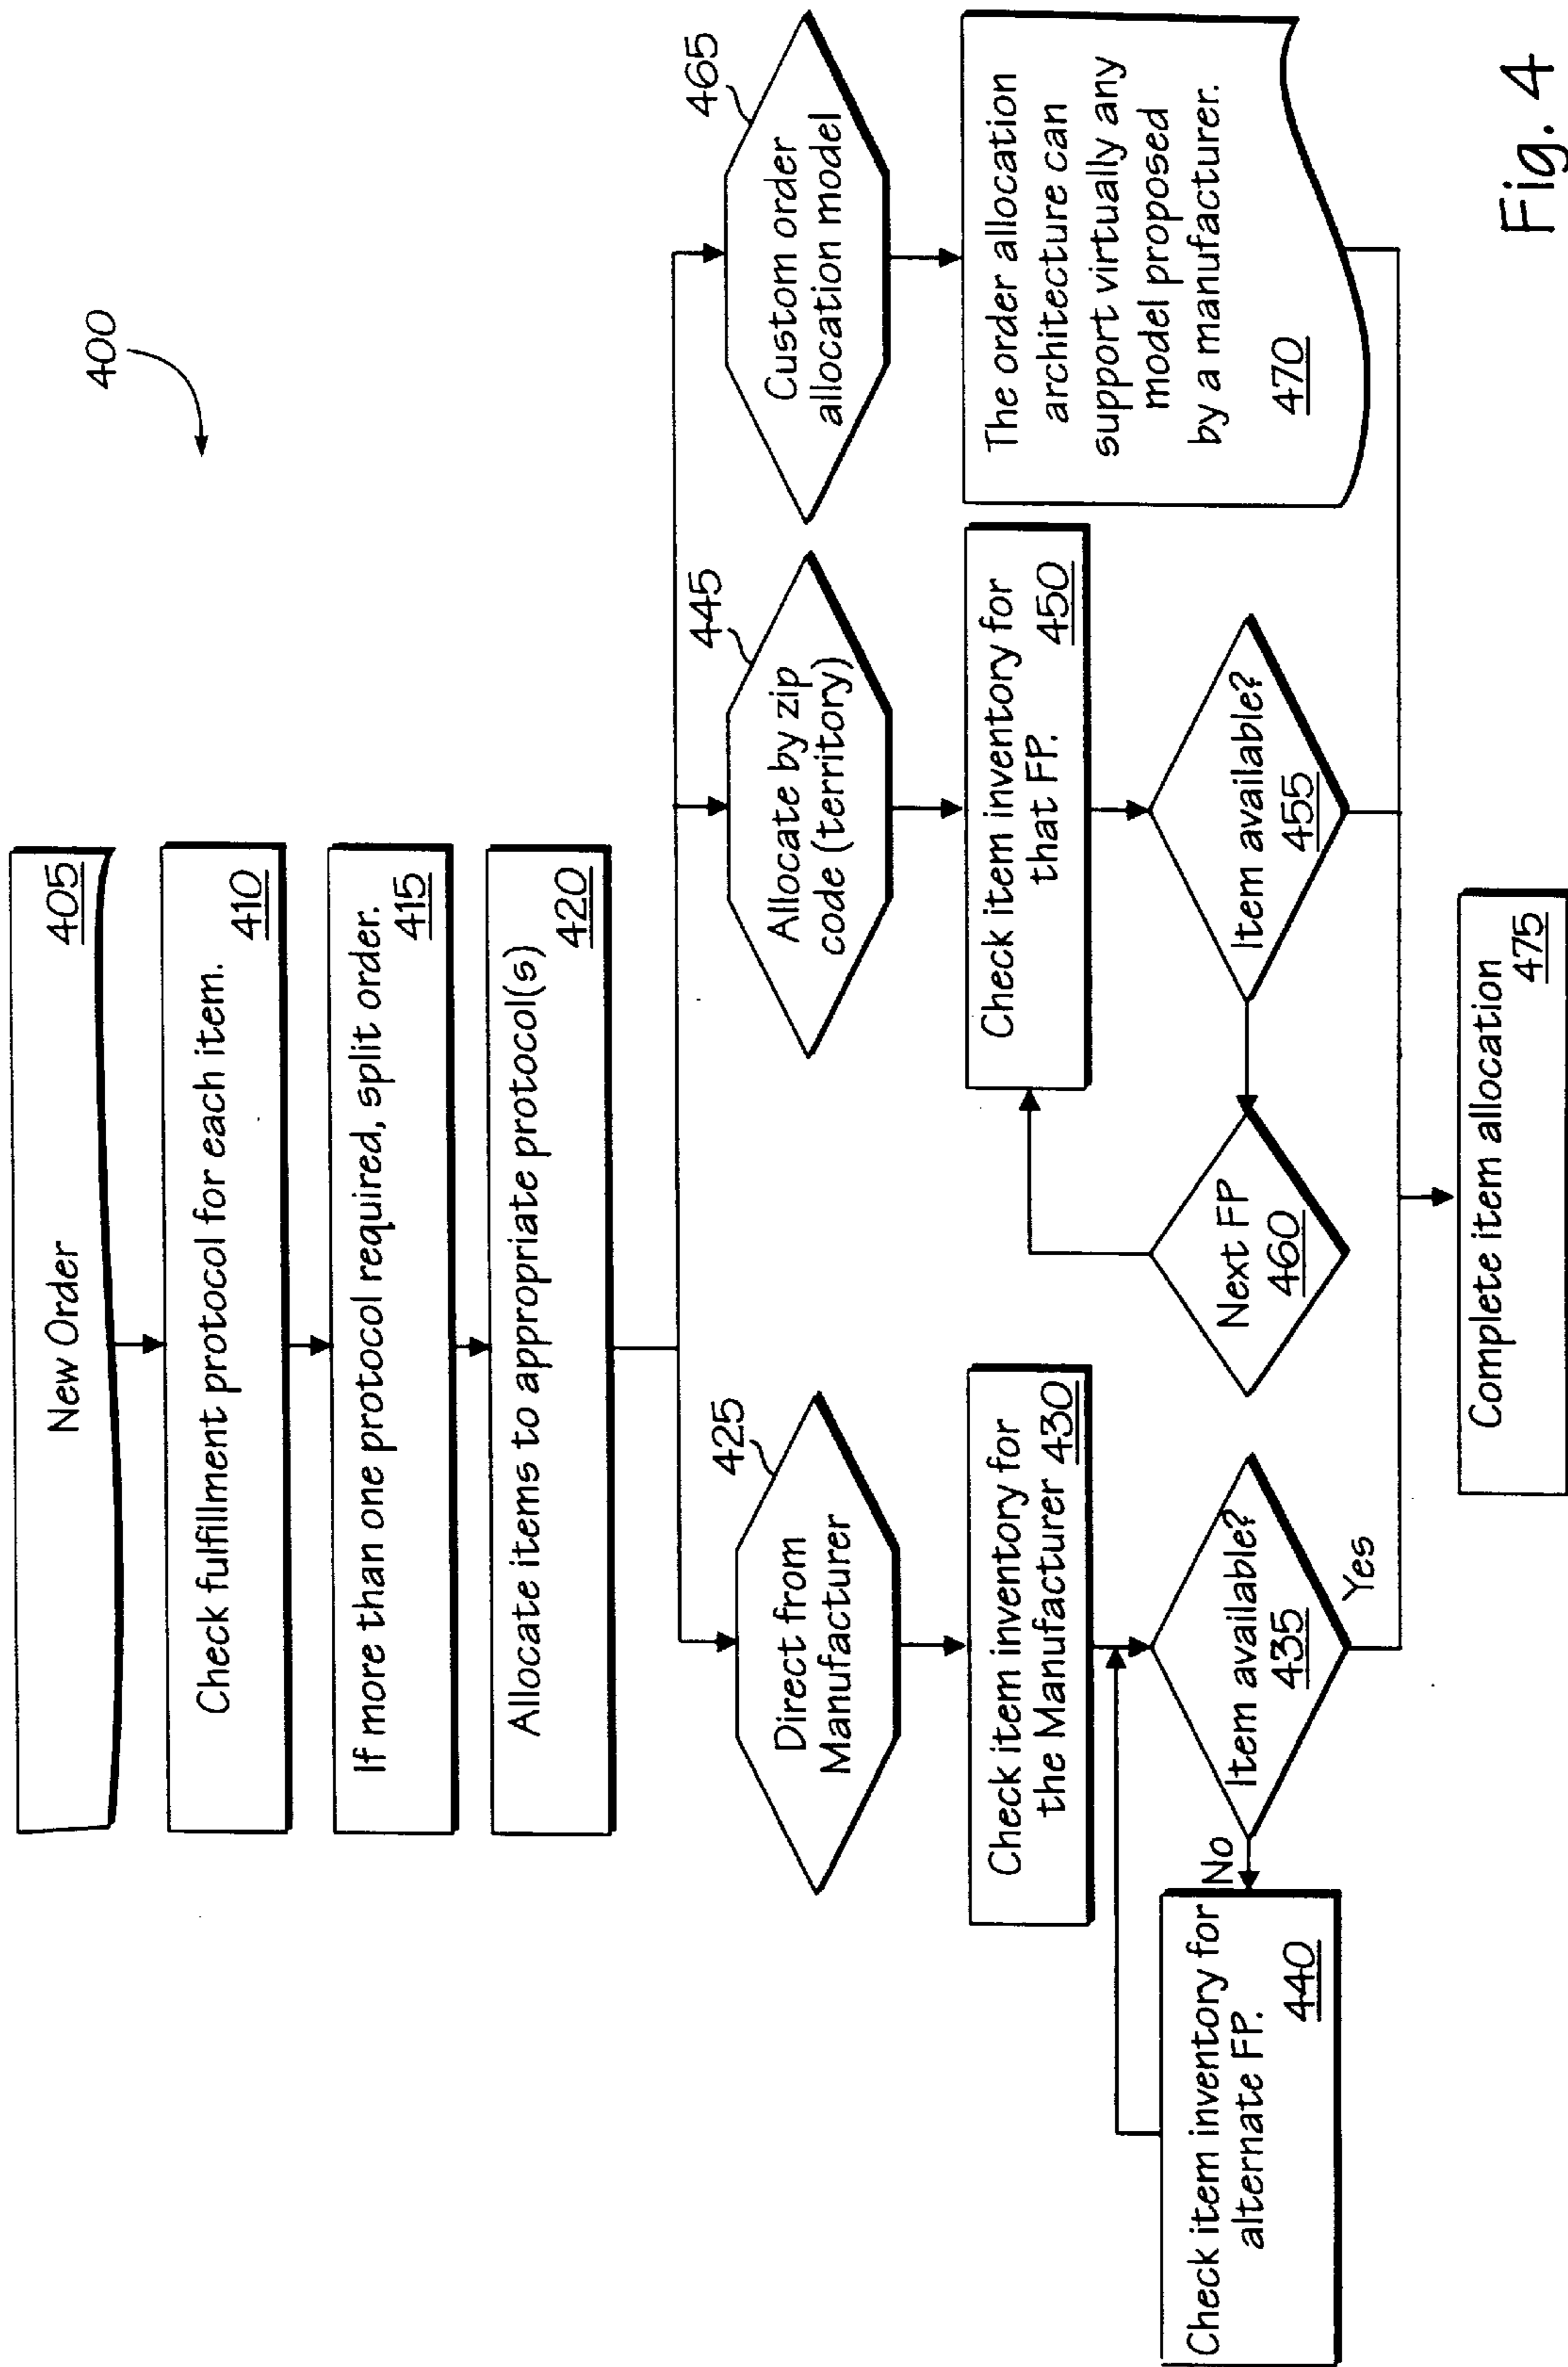 400
New Order
405
Check fulfillment protocol for each item.
410
If more than one protocol required, split order.
415
Allocate items to appropriate protocol(s)
420
425
Direct from
Manufacturer
Check item inventory for
the Manufacturer 430
Item available?
435
Yes
No
Check item inventory for
alternate FP.
440
445
Allocate by zip
code (territory)
Check item inventory for
that FP.
450
Item available?
455
Next FP
460
465
Custom order
allocation model
The order allocation
architecture can
support virtually any
model proposed
by a manufacturer.
470
Complete item allocation
475
Fig. 4